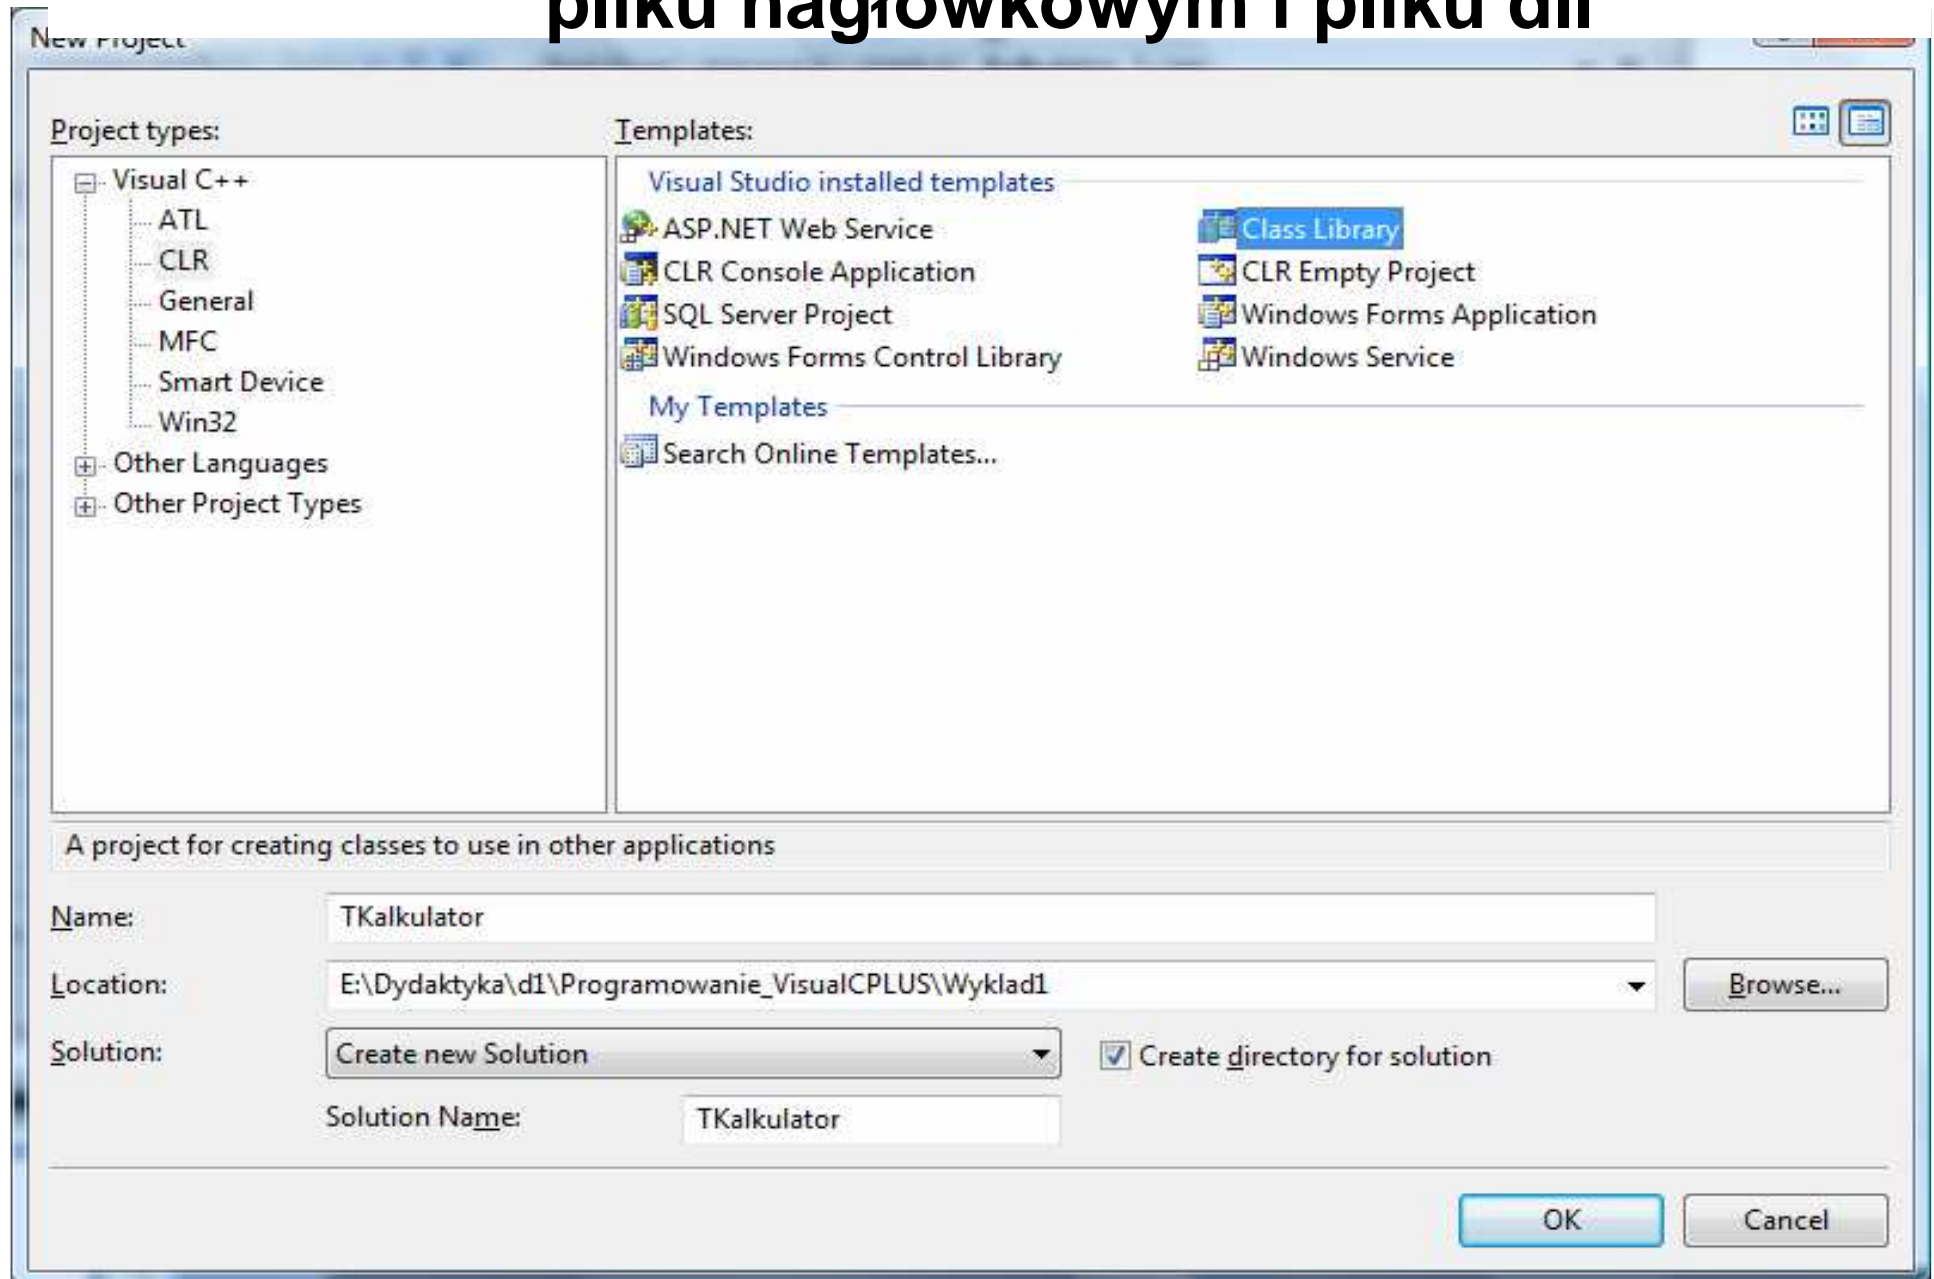 pliku nagłówkowym i pliku dll
New Project
Project types:
Templates:
Visual C++
ATL
CLR
General
MFC
Smart Device
Win32
Other Languages
Other Project Types
Visual Studio installed templates
ASP.NET Web Service
Class Library
CLR Console Application
CLR Empty Project
SQL Server Project
Windows Forms Application
Windows Forms Control Library
Windows Service
My Templates
Search Online Templates...
A project for creating classes to use in other applications
Name:
TKalkulator
Location:
E:\Dydaktyka\d1\Programowanie_VisualCPLUS\Wyklad1
Browse...
Solution:
Create new Solution
Create directory for solution
Solution Name:
TKalkulator
OK
Cancel